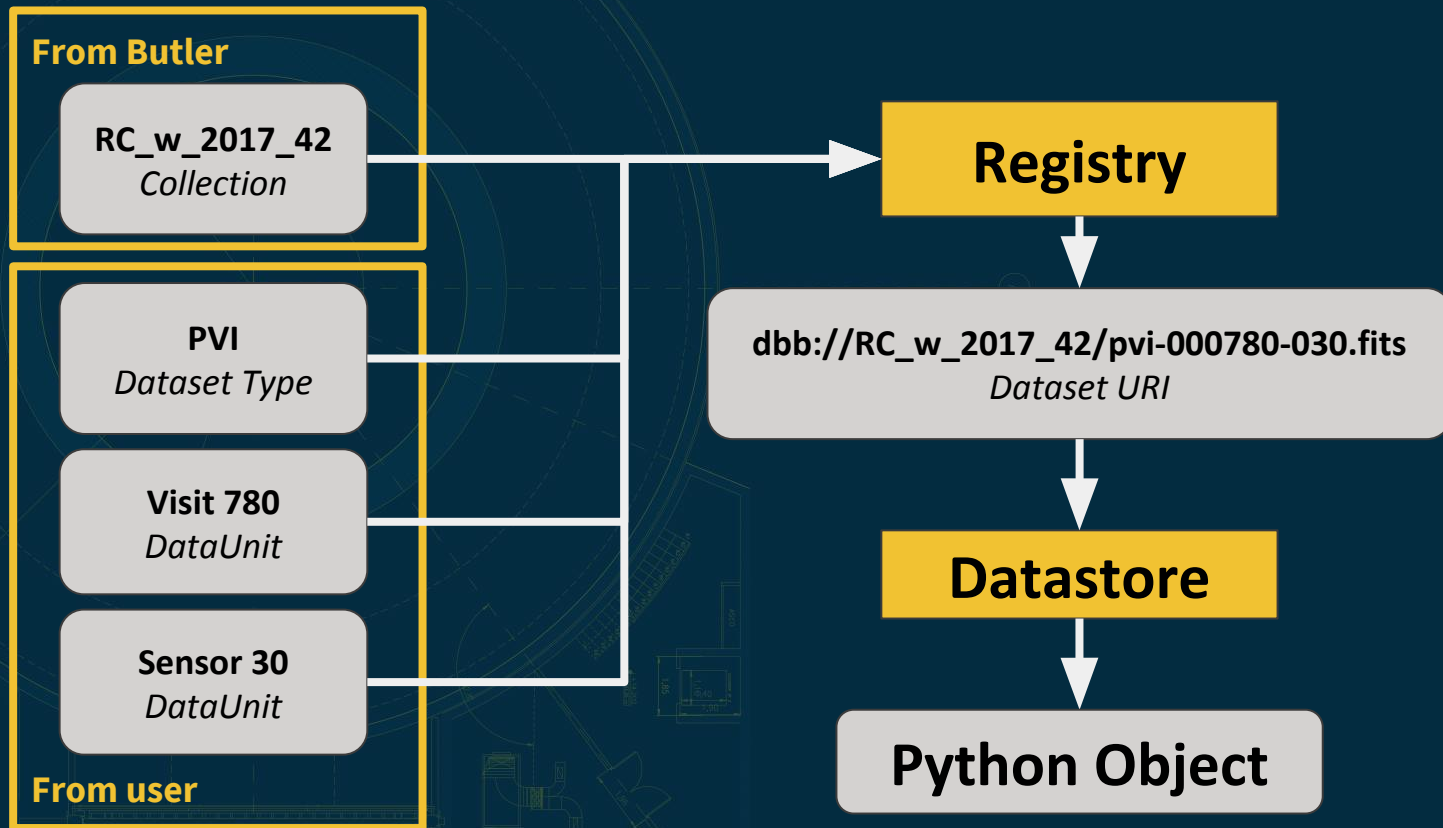 From Butler
RC_w_2017_42
Collection
PVI
Dataset Type
Visit 780
DataUnit
Sensor 30
DataUnit
From user
Registry
dbb://RC_w_2017_42/pvi-000780-030.fits
Dataset URI
Datastore
Python Object